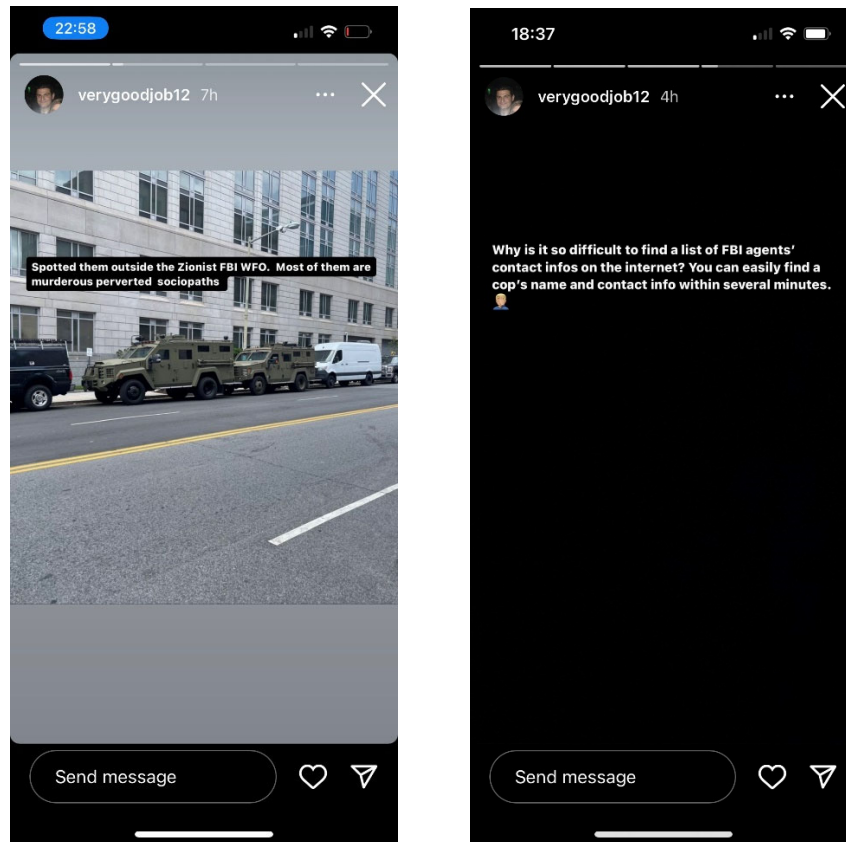 22:58
verygoodjob12 7h
Spotted them outside the Zionist FBI WFO.  Most of them are
murderous perverted  sociopaths
Send message
18:37
verygoodjob12 4h
Why is it so difficult to find a list of FBI agents’
contact infos on the internet? You can easily find a
cop’s name and contact info within several minutes.
Send message